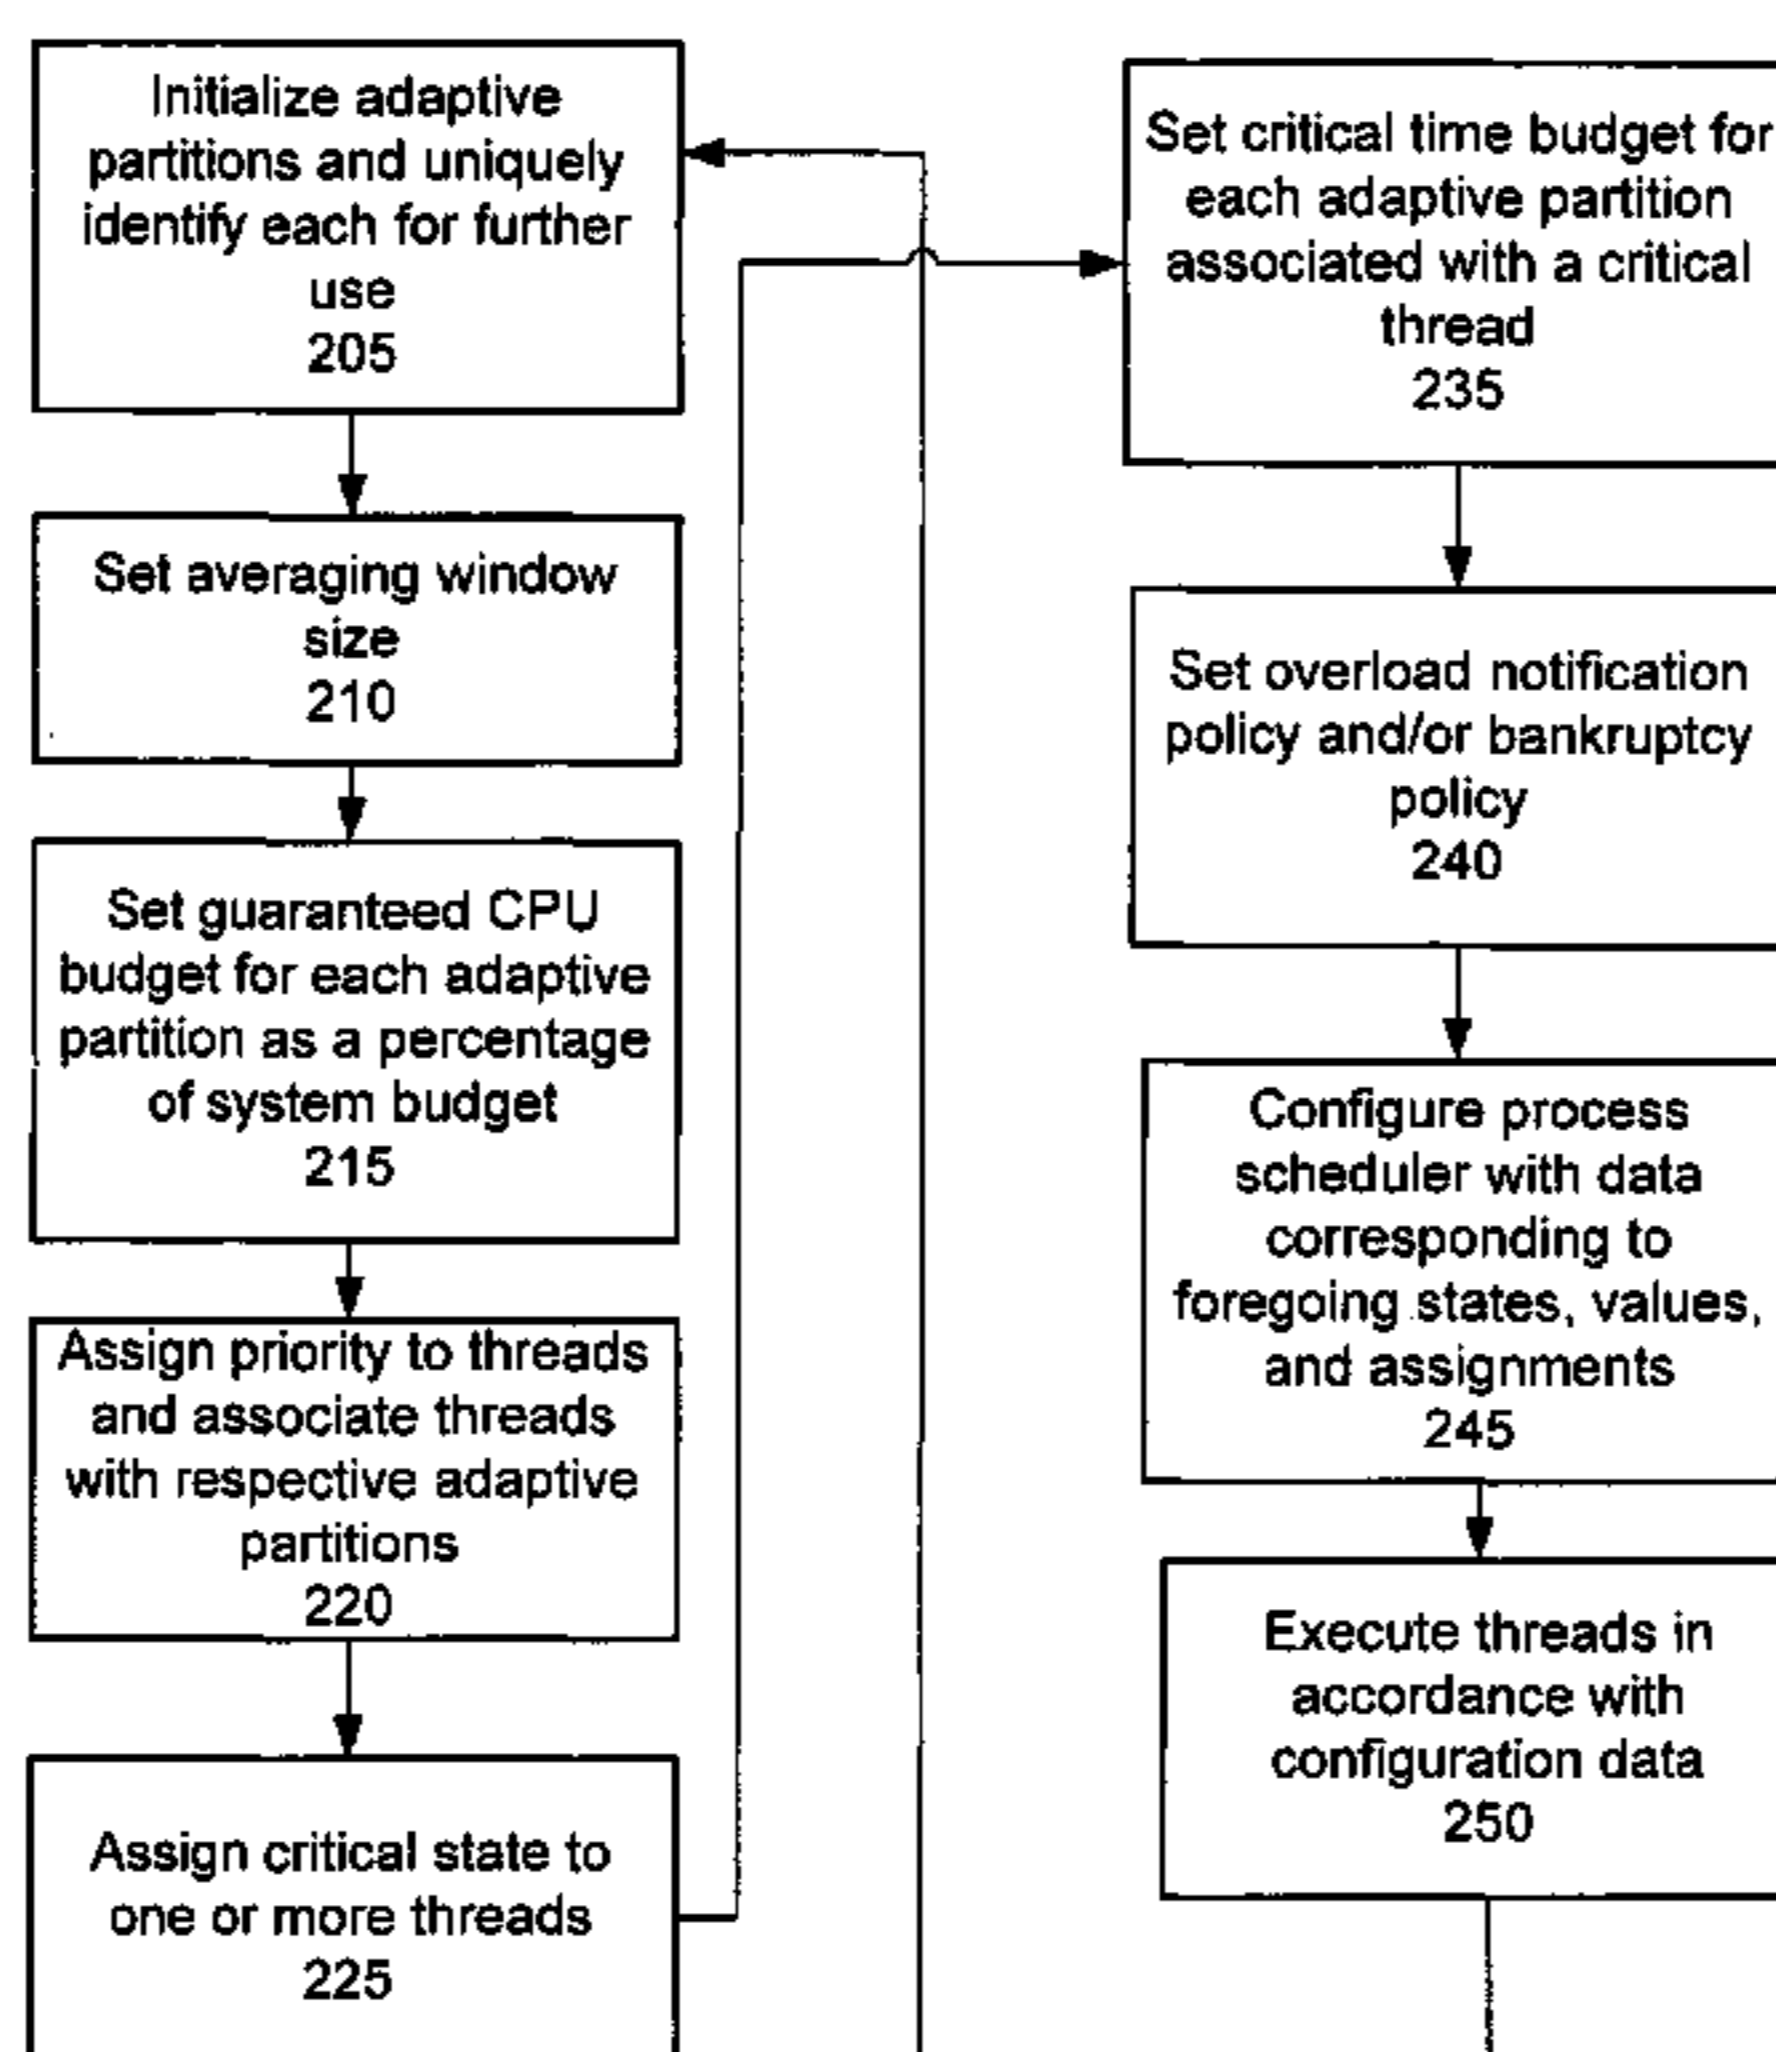 Initialize adaptive
partitions and uniquely
identify each for further
use
205
Set averaging window
size
210
Set guaranteed CPU
budget for each adaptive
partition as a percentage
of system budget
215
Assign priority to threads
and associate threads
with respective adaptive
partitions
220
Assign critical state to
one or more threads
225
Set critical time budget for
each adaptive partition
associated with a critical
thread
235
Set overload notification
policy and/or bankruptcy
policy
240
Configure process
scheduler with data
corresponding to
foregoing states, values,
and assignments
245
Execute threads in
accordance with
configuration data
250